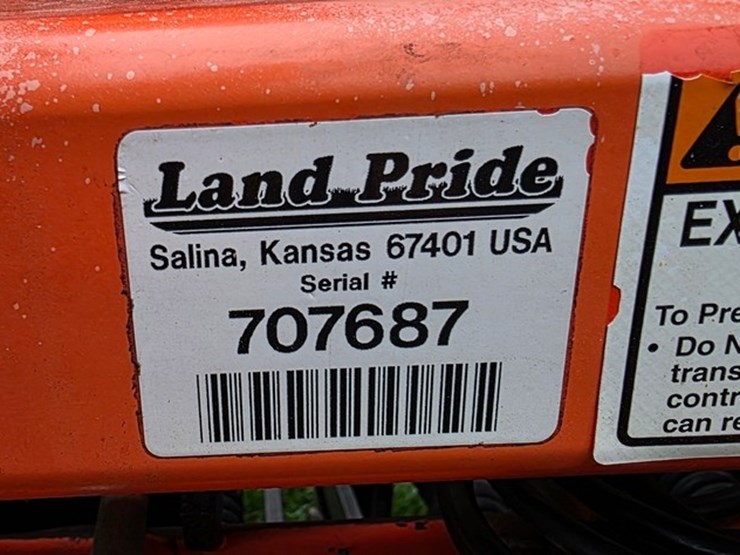 Land Pride
Salina, Kansas 67401 USA
Serial #
707687
EX
To Pre
• Do N
trans
contr
can re